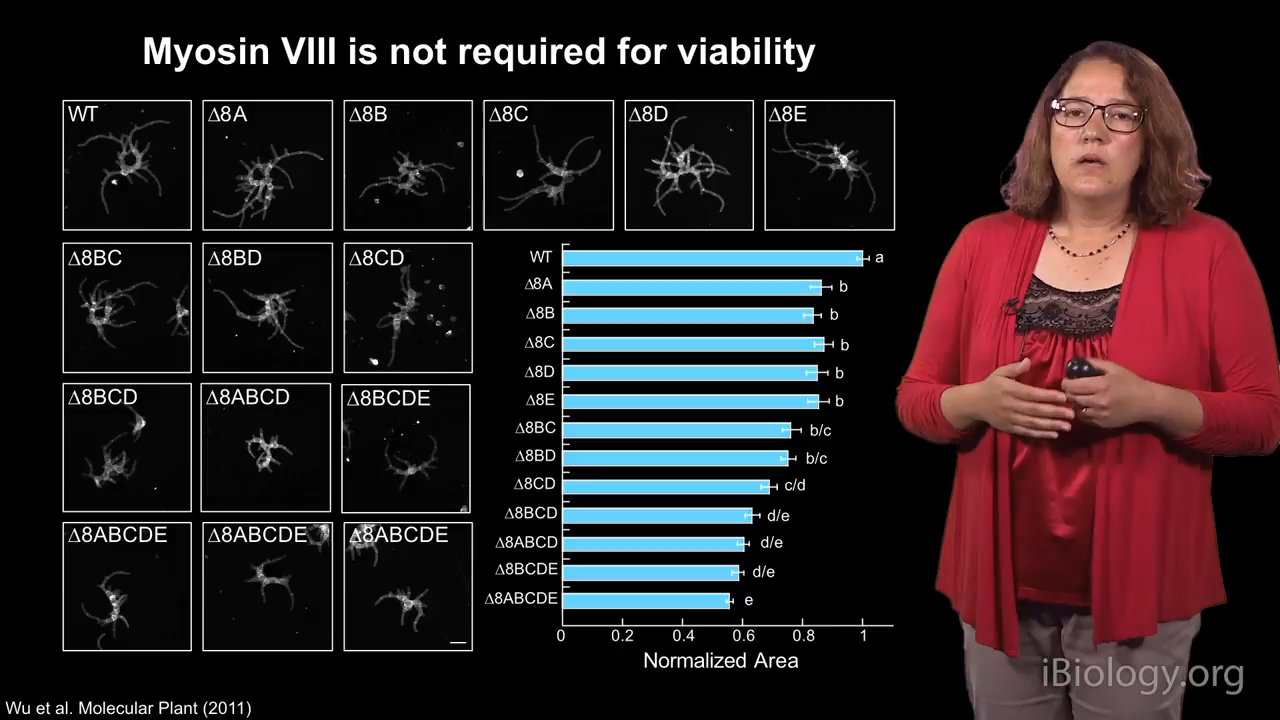 Myosin VIII is not required for viability
WT
Δ8A
Δ8B
Δ8C
Δ8D
Δ8E
Δ8BC
Δ8BD
Δ8CD
Δ8BCD
Δ8ABCD
Δ8BCDE
Δ8ABCDE
Δ8ABCDE
Δ8ABCDE
WT a
Δ8A b
Δ8B b
Δ8C b
Δ8D b
Δ8E b
Δ8BC b/c
Δ8BD b/c
Δ8CD c/d
Δ8BCD d/e
Δ8ABCD d/e
Δ8BCDE d/e
Δ8ABCDE e
0 0.2 0.4 0.6 0.8 1
Normalized Area
iBiology.org
Wu et al. Molecular Plant (2011)